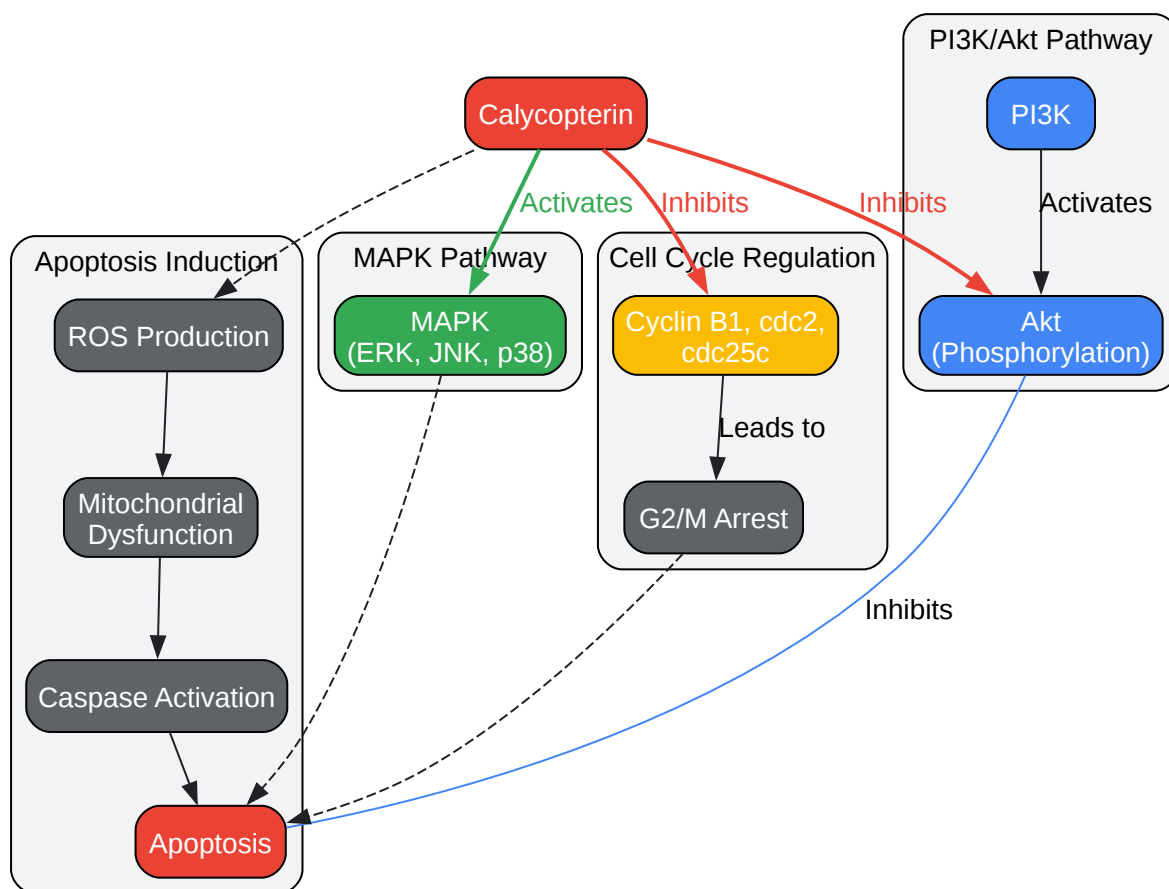 PI3K/Akt Pathway
Calycopterin
PI3K
Activates
Inhibits
Inhibits
Activates
Apoptosis Induction
MAPK Pathway
Cell Cycle Regulation
ROS Production
MAPK
(ERK, JNK, p38)
Cyclin B1, cdc2,
cdc25c
Akt
(Phosphorylation)
Leads to
Mitochondrial
Dysfunction
G2/M Arrest
Inhibits
Caspase Activation
Apoptosis